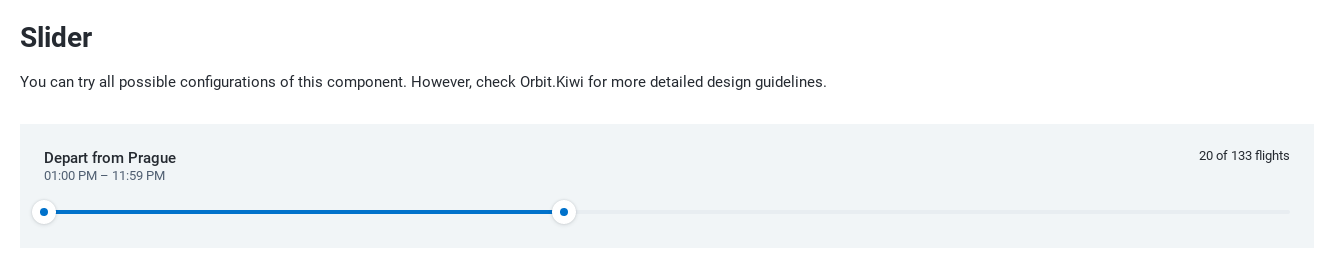 Slider
You can try all possible configurations of this component. However, check Orbit.Kiwi for more detailed design guidelines.
Depart from Prague
20 of 133 flights
01:00 PM – 11:59 PM